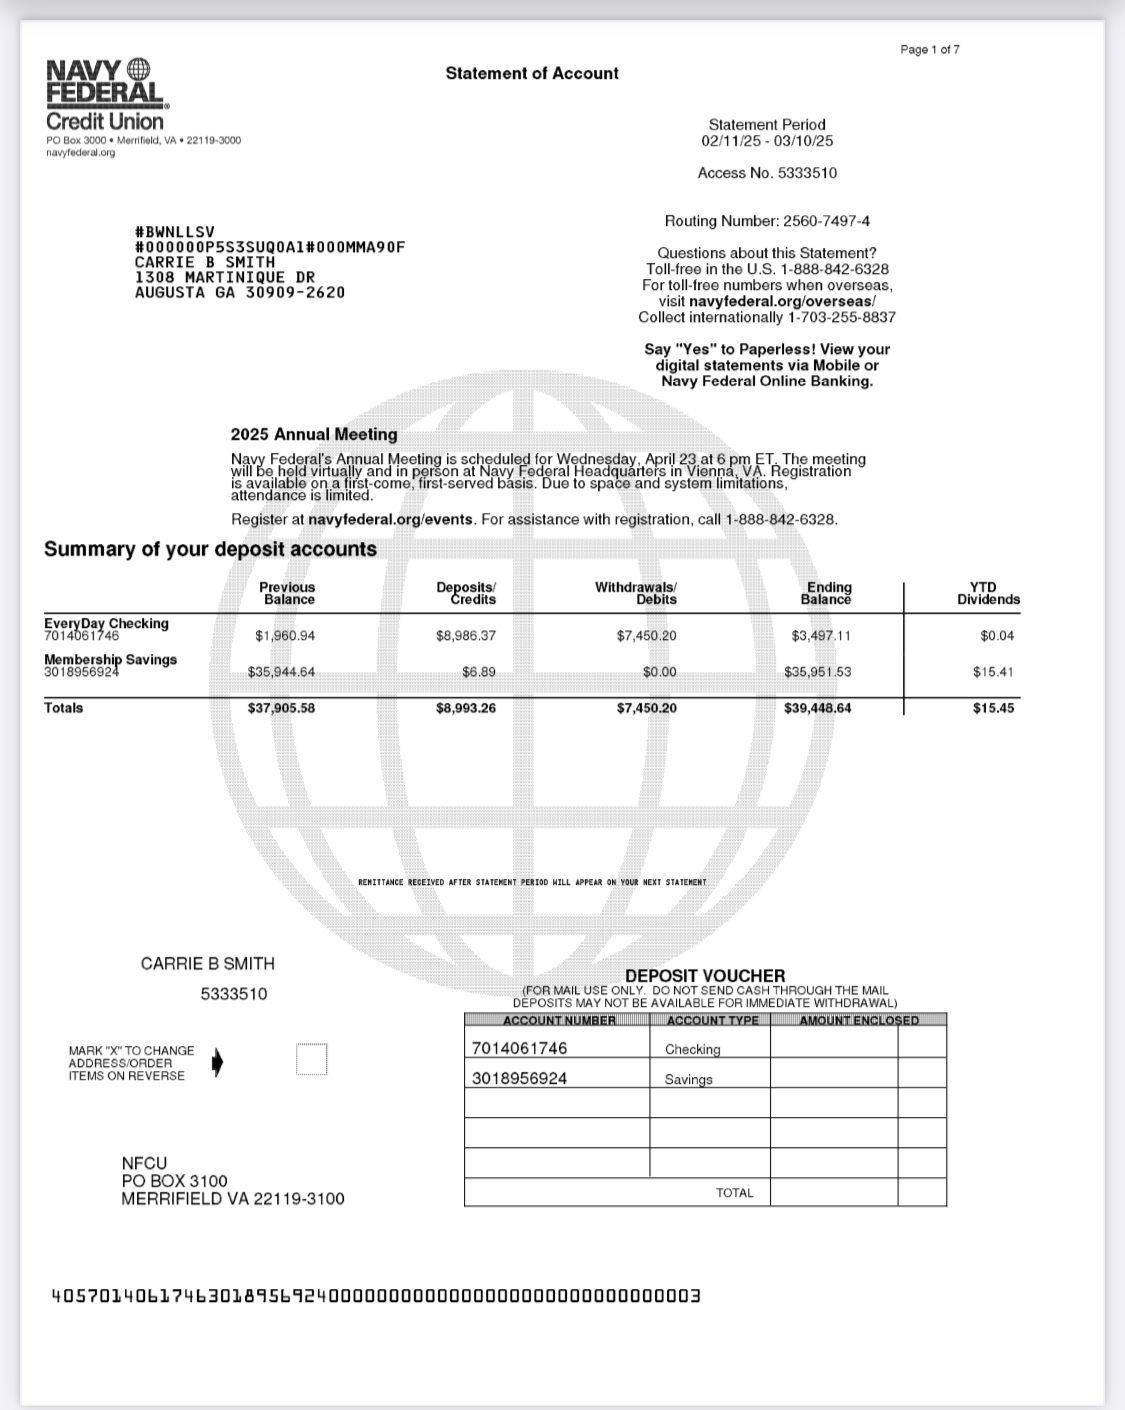 Page 1 of 7
NAVY
FEDERAL®
Credit Union
PO Box 3000 • Merrifield, VA • 22119-3000
navyfederal.org
Statement of Account
Statement Period
02/11/25 - 03/10/25
Access No. 5333510
Routing Number: 2560-7497-4
Questions about this Statement?
Toll-free in the U.S. 1-888-842-6328
For toll-free numbers when overseas,
visit navyfederal.org/overseas/
Collect internationally 1-703-255-8837
Say "Yes" to Paperless! View your
digital statements via Mobile or
Navy Federal Online Banking.
#BWNLLSV
#000000P5S3SUQ0A1#000MMA90F
CARRIE B SMITH
1308 MARTINIQUE DR
AUGUSTA GA 30909-2620
2025 Annual Meeting
Navy Federal's Annual Meeting is scheduled for Wednesday, April 23 at 6 pm ET. The meeting
will be held virtually and in person at Navy Federal Headquarters in Vienna, VA. Registration
is available on a first-come, first-served basis. Due to space and system limitations,
attendance is limited.
Register at navyfederal.org/events. For assistance with registration, call 1-888-842-6328.
Summary of your deposit accounts
Previous Balance Deposits/ Credits Withdrawals/ Debits Ending Balance YTD Dividends
EveryDay Checking
7014061746 $1,960.94 $8,986.37 $7,450.20 $3,497.11 $0.04
Membership Savings
3018956924 $35,944.64 $6.89 $0.00 $35,951.53 $15.41
Totals $37,905.58 $8,993.26 $7,450.20 $39,448.64 $15.45
REMITTANCE RECEIVED AFTER STATEMENT PERIOD WILL APPEAR ON YOUR NEXT STATEMENT
CARRIE B SMITH
5333510
MARK "X" TO CHANGE
ADDRESS/ORDER
ITEMS ON REVERSE
NFCU
PO BOX 3100
MERRIFIELD VA 22119-3100
DEPOSIT VOUCHER
(FOR MAIL USE ONLY. DO NOT SEND CASH THROUGH THE MAIL
DEPOSITS MAY NOT BE AVAILABLE FOR IMMEDIATE WITHDRAWAL)
ACCOUNT NUMBER ACCOUNT TYPE AMOUNT ENCLOSED
7014061746 Checking
3018956924 Savings
TOTAL
405701406174630189569240000000000000000000000000000003